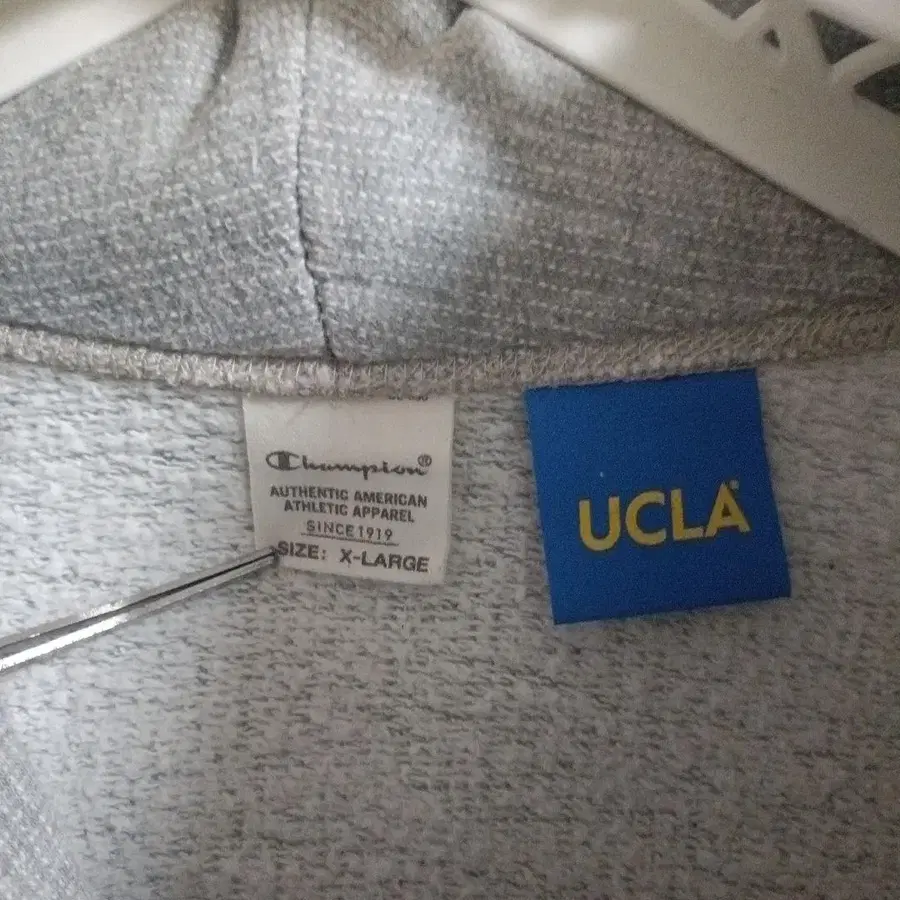 Champion®
AUTHENTIC AMERICAN
ATHLETIC APPAREL
SINCE 1919
SIZE: X-LARGE
UCLA